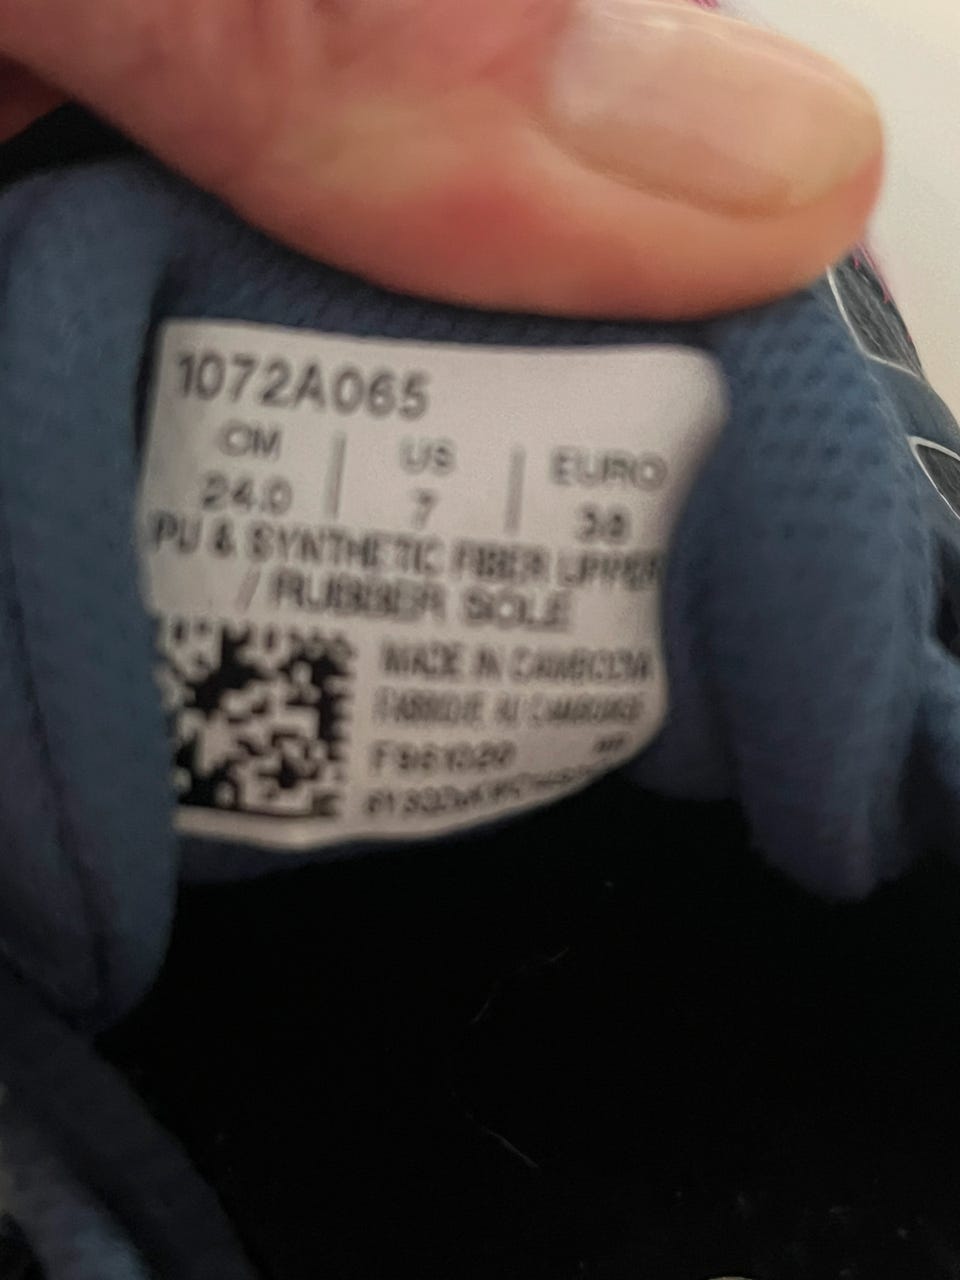 1072A065
CM | US | EURO
24.0 | 7 | 38
PU & SYNTHETIC FIBER UPPER
/ RUBBER SOLE
MADE IN CAMBODIA
FABRIQUE AU CAMBODGE